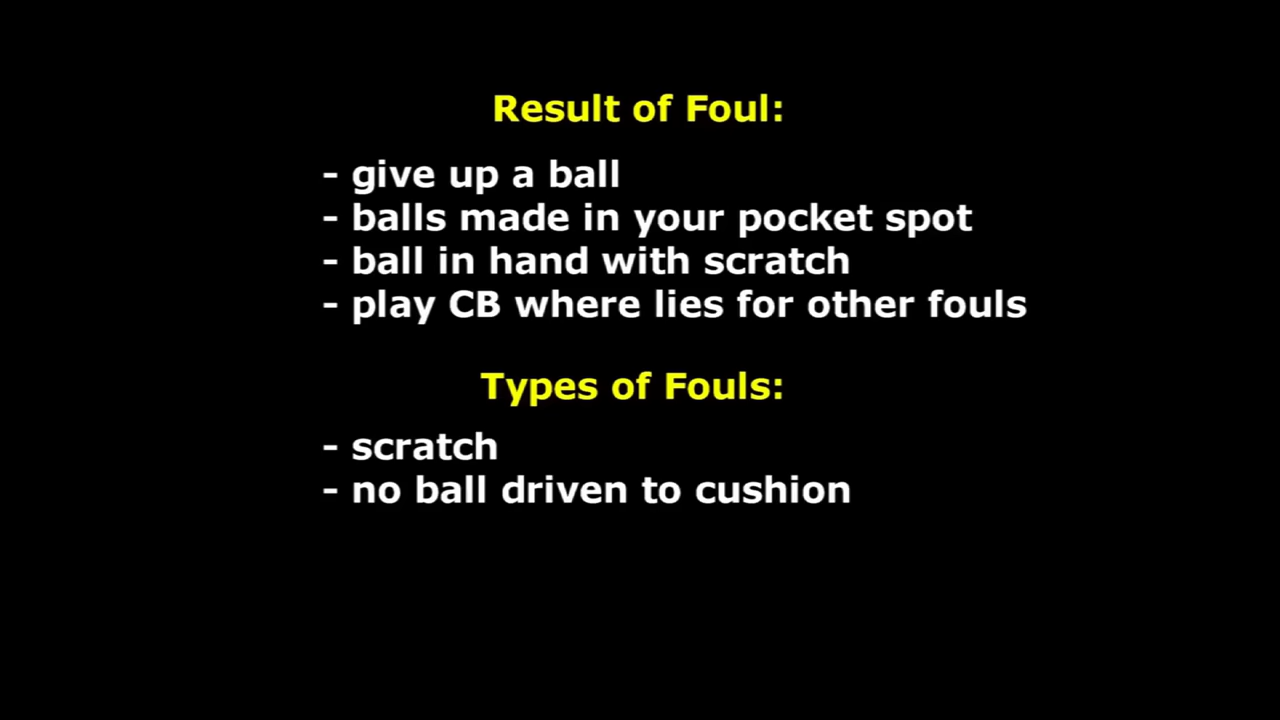 Result of Foul:
- give up a ball
- balls made in your pocket spot
- ball in hand with scratch
- play CB where lies for other fouls
Types of Fouls:
- scratch
- no ball driven to cushion